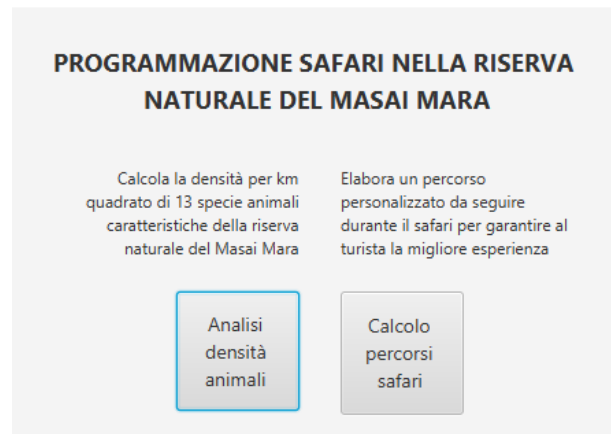 PROGRAMMAZIONE SAFARI NELLA RISERVA
NATURALE DEL MASAI MARA
Calcola la densità per km
quadrato di 13 specie animali
caratteristiche della riserva
naturale del Masai Mara
Elabora un percorso
personalizzato da seguire
durante il safari per garantire al
turista la migliore esperienza
Analisi
densità
animali
Calcolo
percorsi
safari